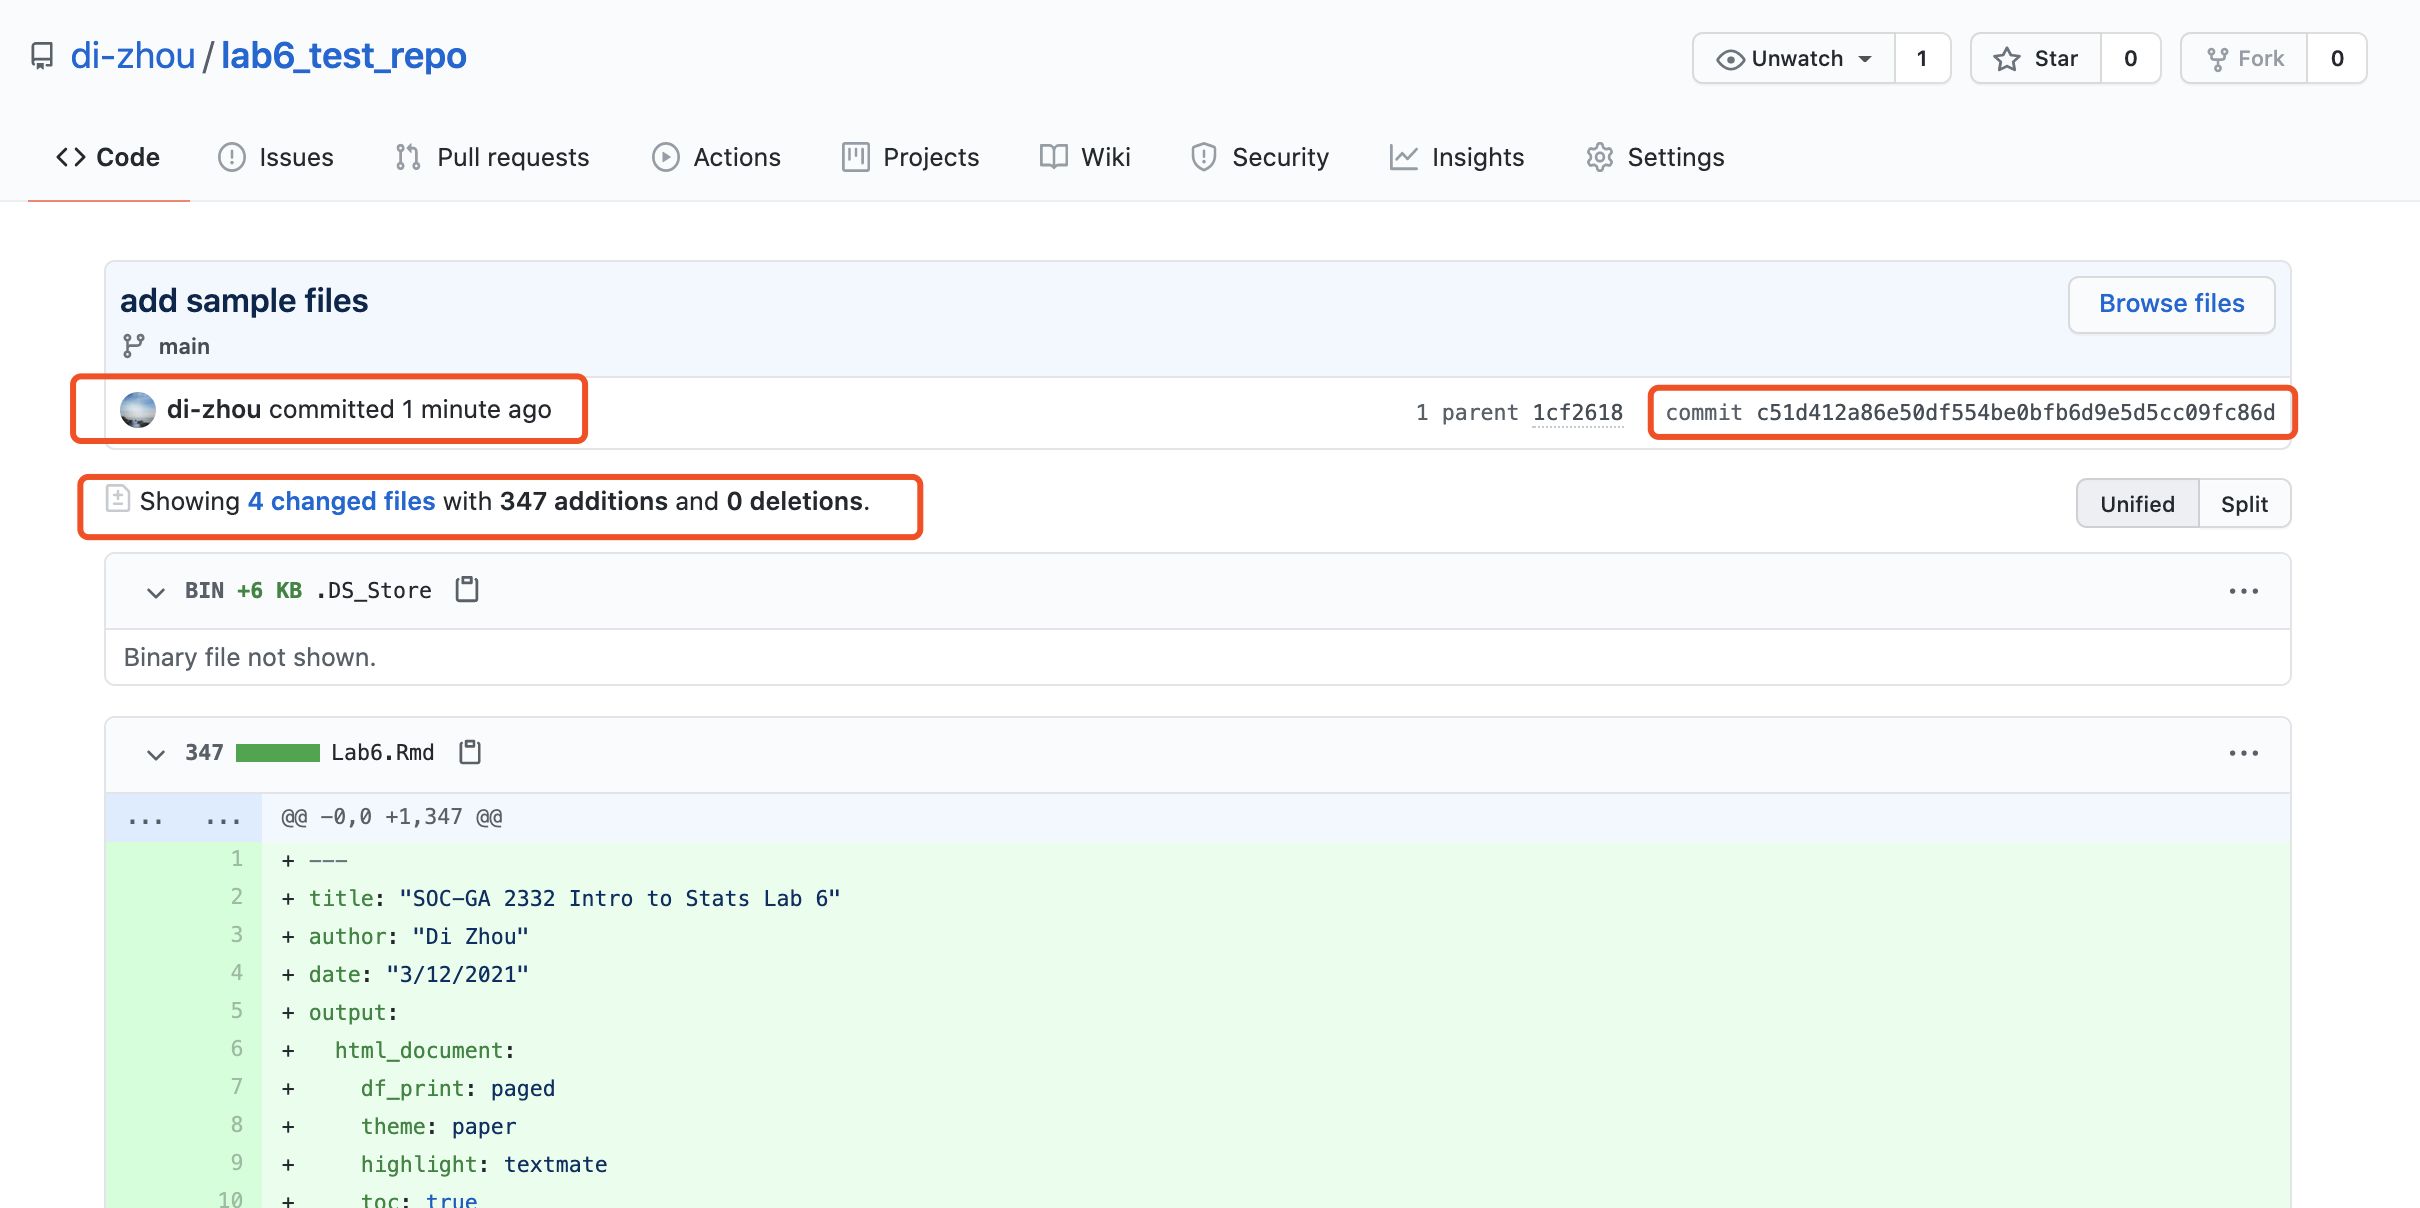 di-zhou / lab6_test_repo
Unwatch 1 Star 0 Fork 0
Code Issues Pull requests Actions Projects Wiki Security Insights Settings
add sample files
Browse files
main
di-zhou committed 1 minute ago
1 parent 1cf2618 commit c51d412a86e50df554be0bfb6d9e5d5cc09fc86d
Showing 4 changed files with 347 additions and 0 deletions.
Unified Split
BIN +6 KB .DS_Store
Binary file not shown.
347 Lab6.Rmd
... ... @@ -0,0 +1,347 @@
1 + ---
2 + title: "SOC-GA 2332 Intro to Stats Lab 6"
3 + author: "Di Zhou"
4 + date: "3/12/2021"
5 + output:
6 + html_document:
7 + df_print: paged
8 + theme: paper
9 + highlight: textmate
10 + toc: true